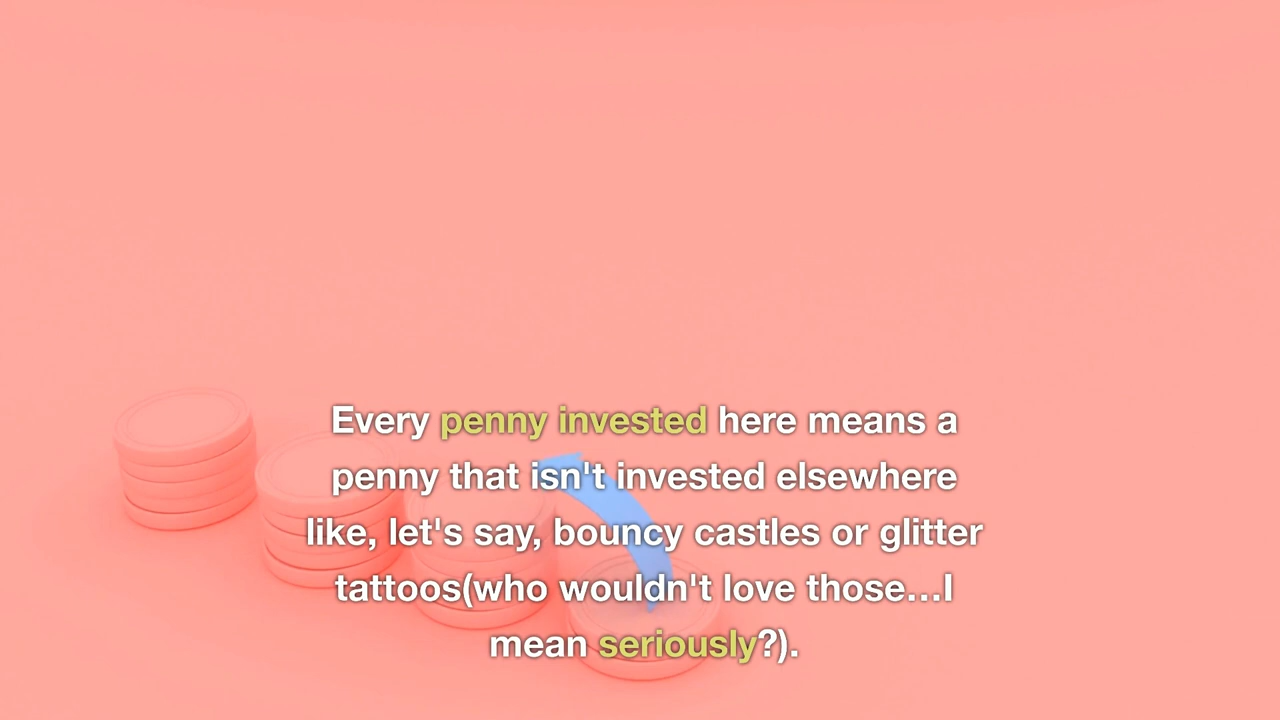 Every penny invested here means a
penny that isn't invested elsewhere
like, let's say, bouncy castles or glitter
tattoos(who wouldn't love those...I
mean seriously?).